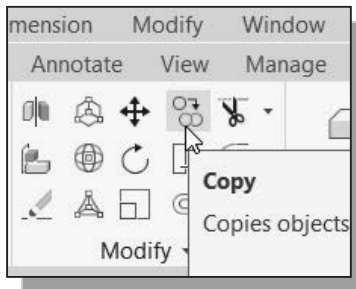 mension Modify Window
Annotate View Manage
Copy
Copies objects
Modify